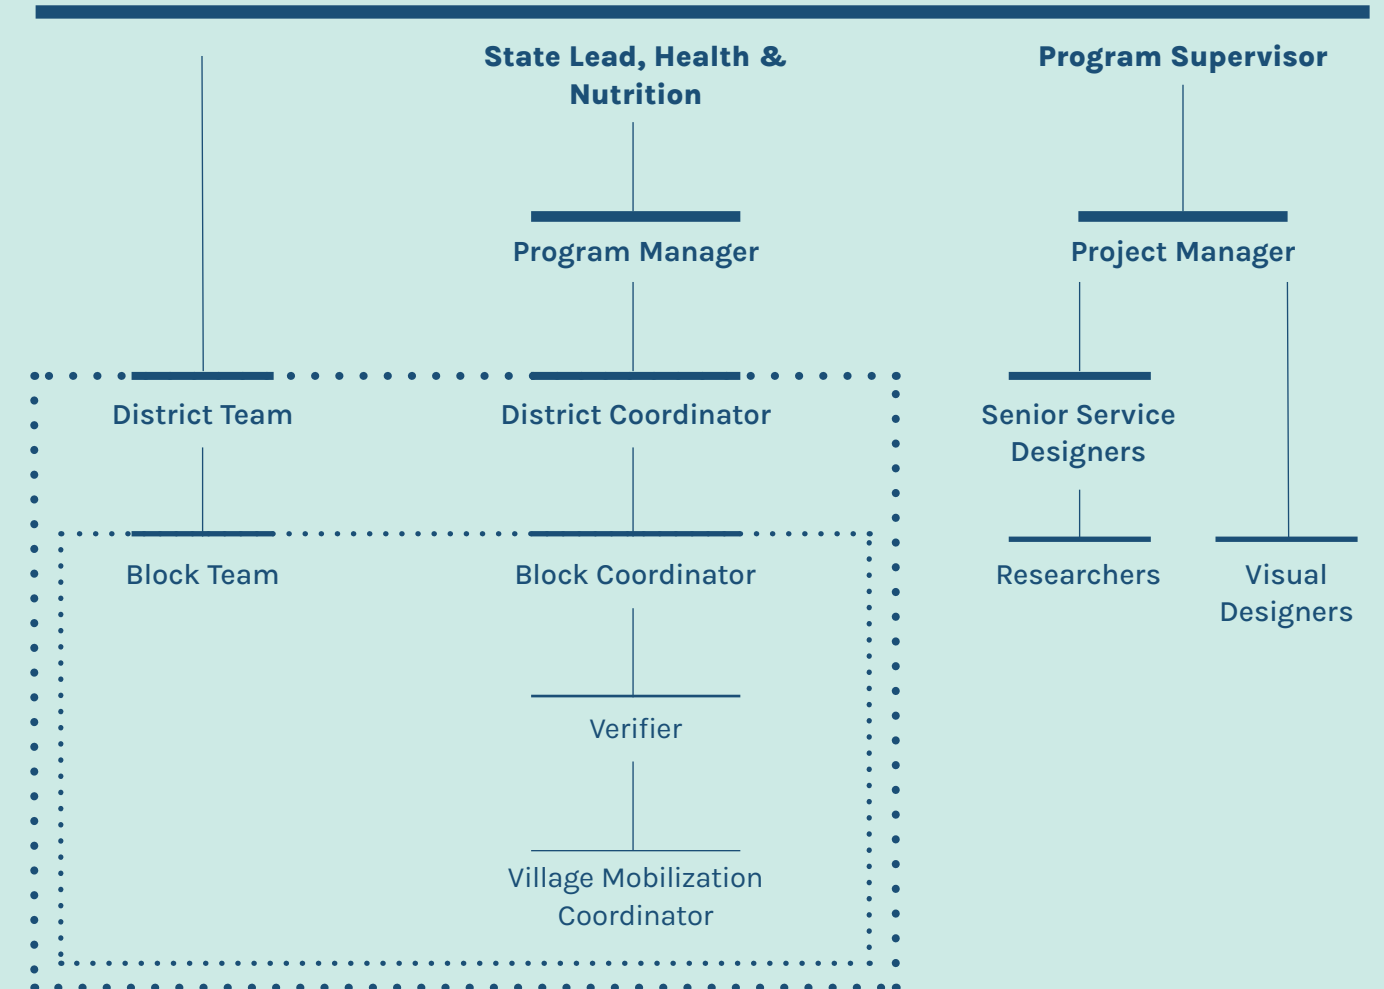 State Lead, Health &
Nutrition
Program Supervisor
Program Manager
Project Manager
District Team
District Coordinator
Senior Service
Designers
Block Team
Block Coordinator
Researchers
Visual
Designers
Verifier
Village Mobilization
Coordinator